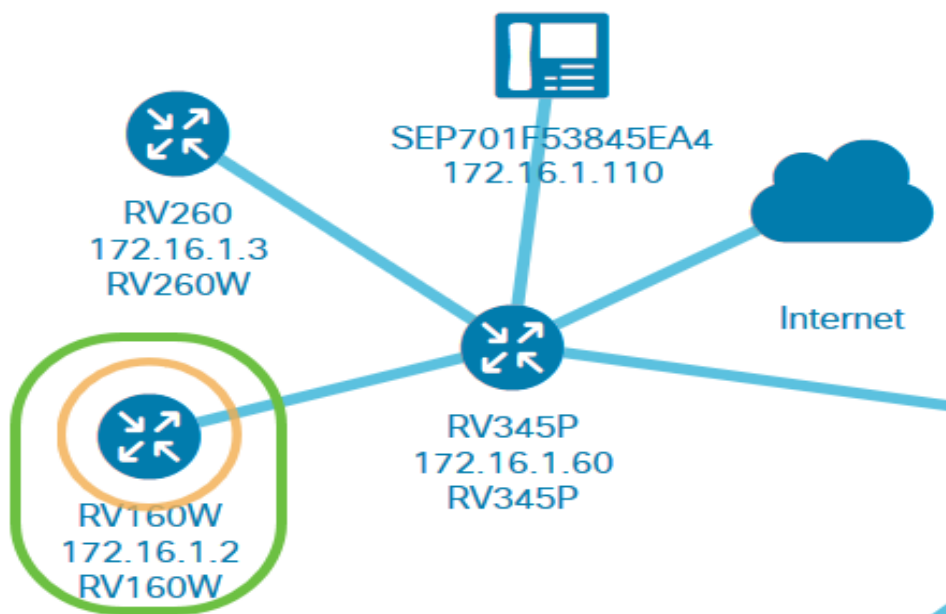 SEP701F53845EA4
172.16.1.110
RV260
172.16.1.3
RV260W
Internet
RV345P
172.16.1.60
RV345P
RV160W
172.16.1.2
RV160W